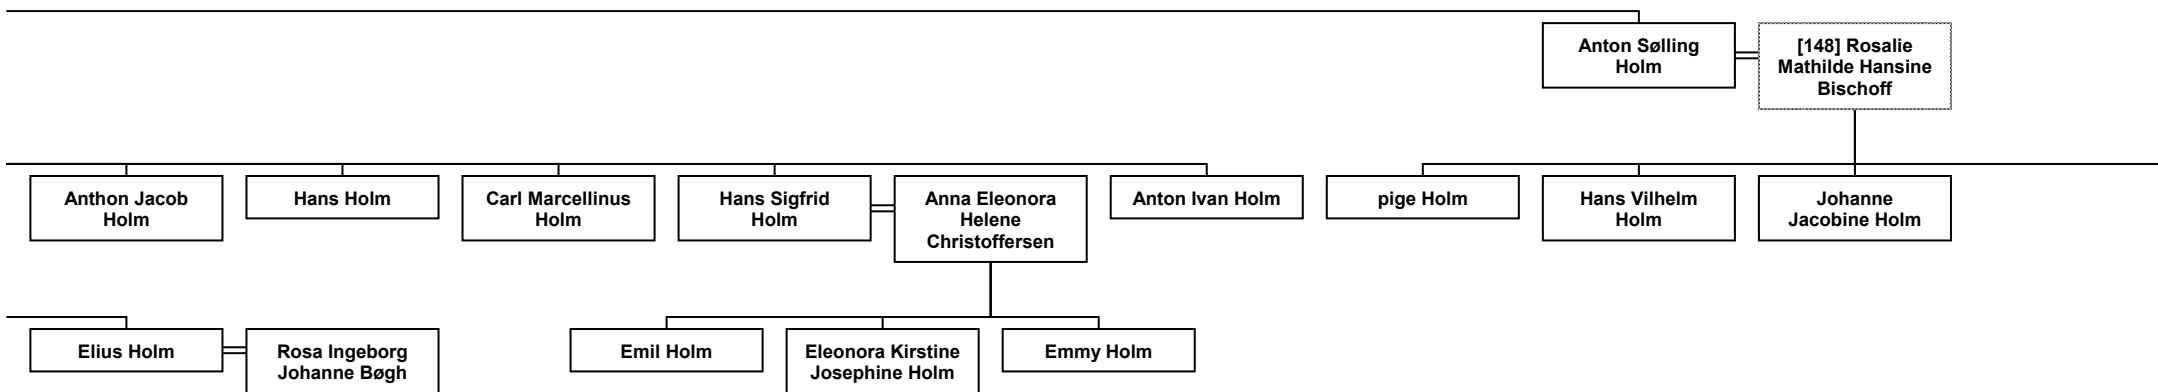 Anton Sølling
Holm
[148] Rosalie
Mathilde Hansine
Bischoff
Anthon Jacob
Holm
Hans Holm
Carl Marcellinus
Holm
Hans Sigfrid
Holm
Anna Eleonora
Helene
Christoffersen
Anton Ivan Holm
pige Holm
Hans Vilhelm
Holm
Johanne
Jacobine Holm
Elius Holm
Rosa Ingeborg
Johanne Bøgh
Emil Holm
Eleonora Kirstine
Josephine Holm
Emmy Holm